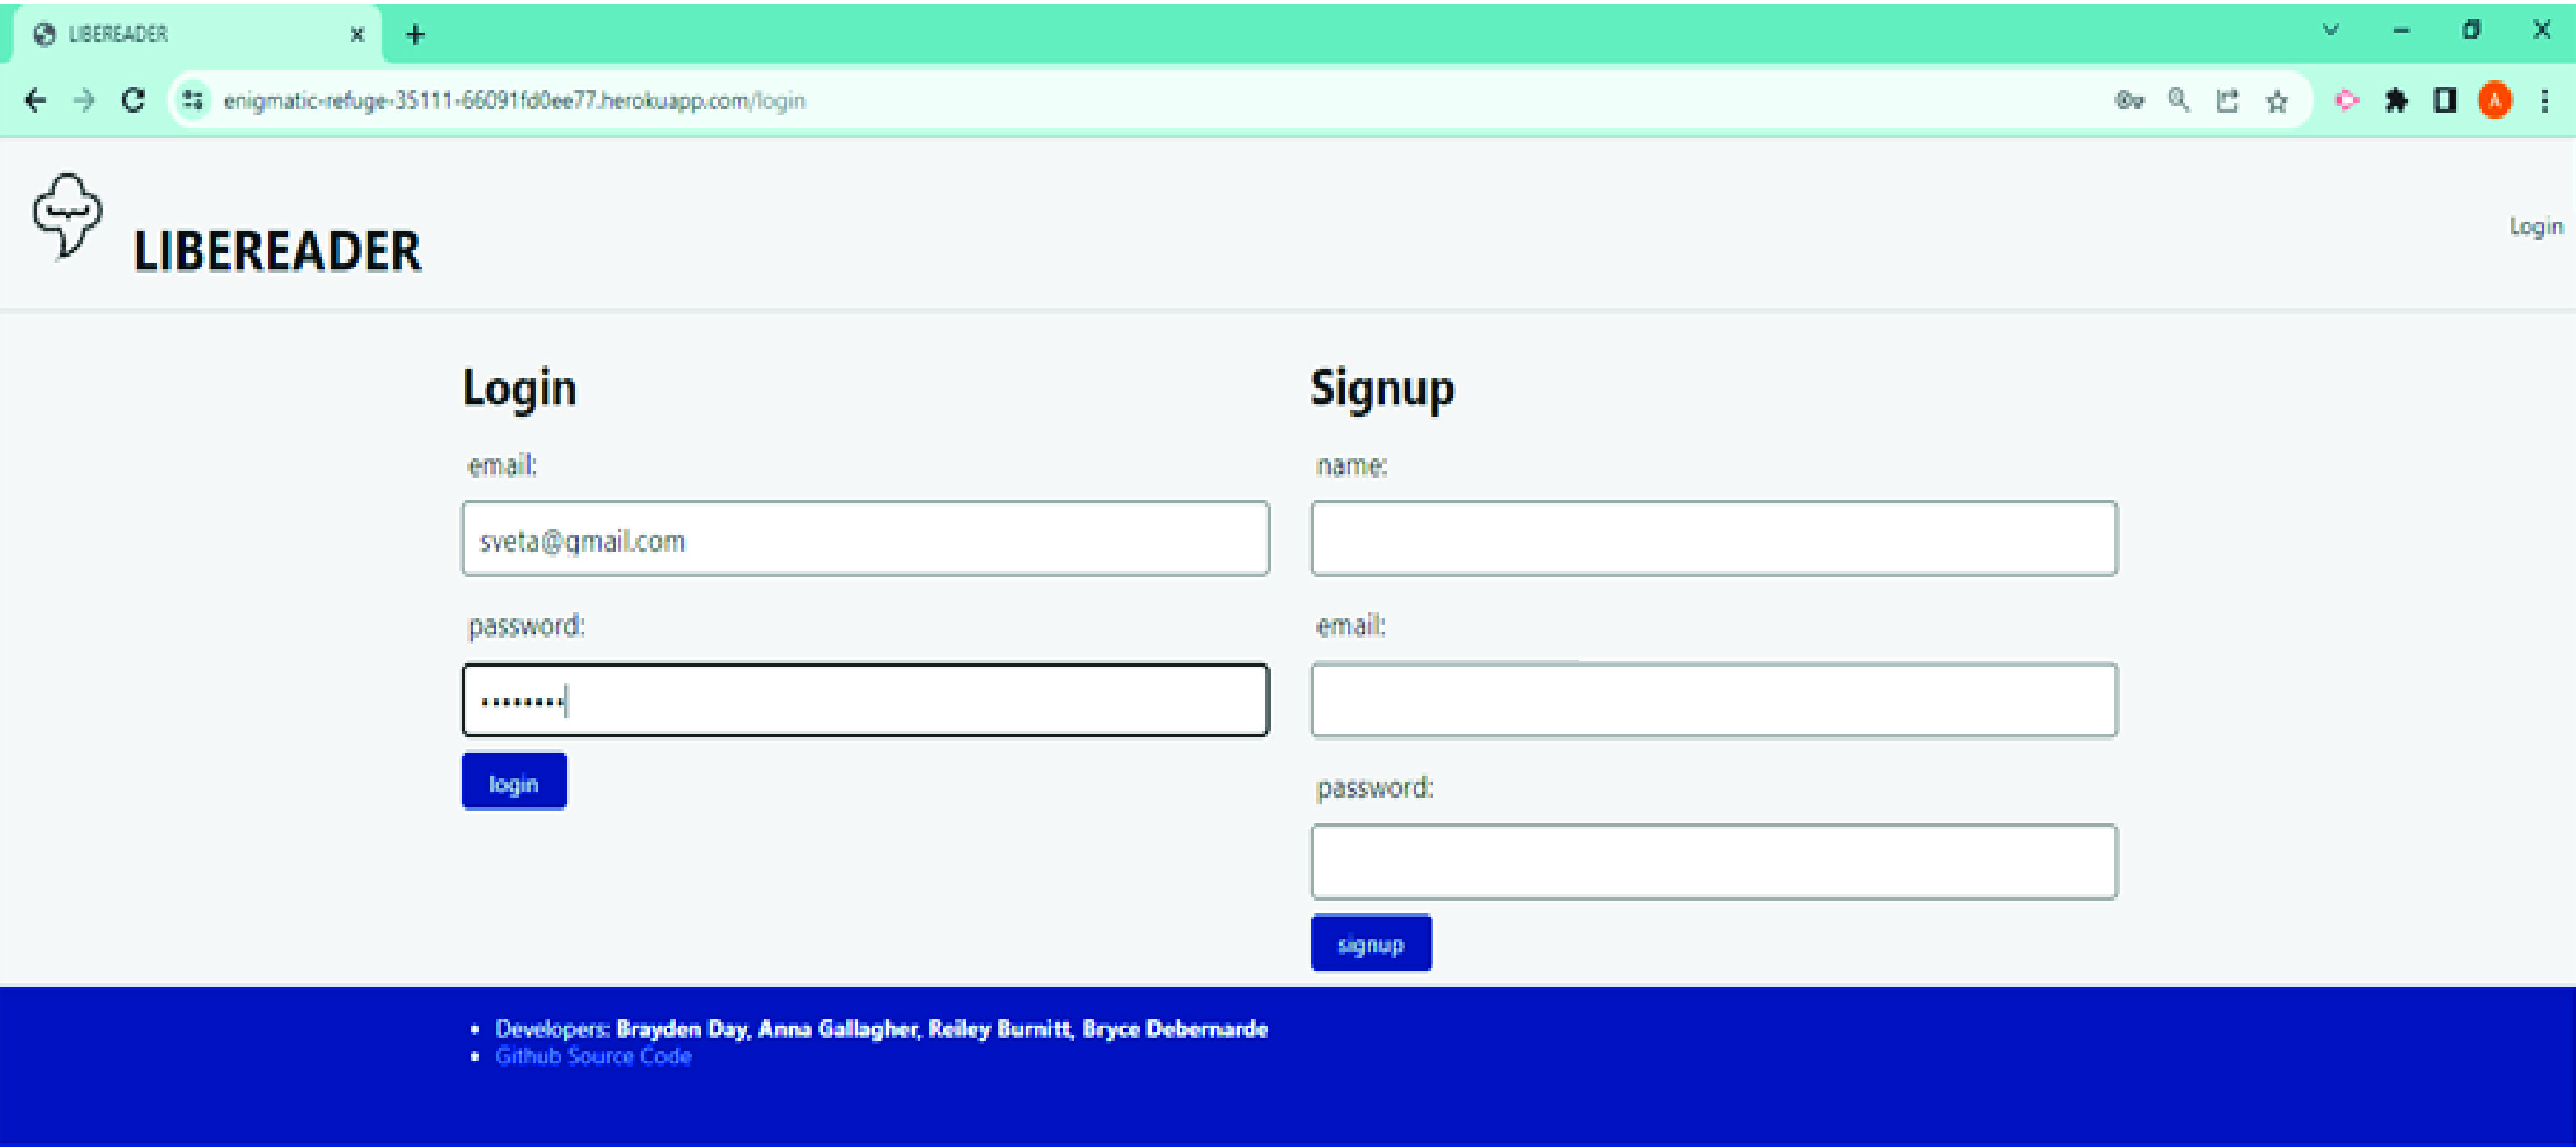 LIBEREADER
enigmatic-refuge-35111-66091fd0ee77.herokuapp.com/login
A
LIBEREADER
Login
Login
email:
sveta@gmail.com
password:
login
Signup
name:
email:
password:
signup
Developers: Brayden Day, Anna Gallagher, Reiley Burnitt, Bryce Debernarde
Github Source Code